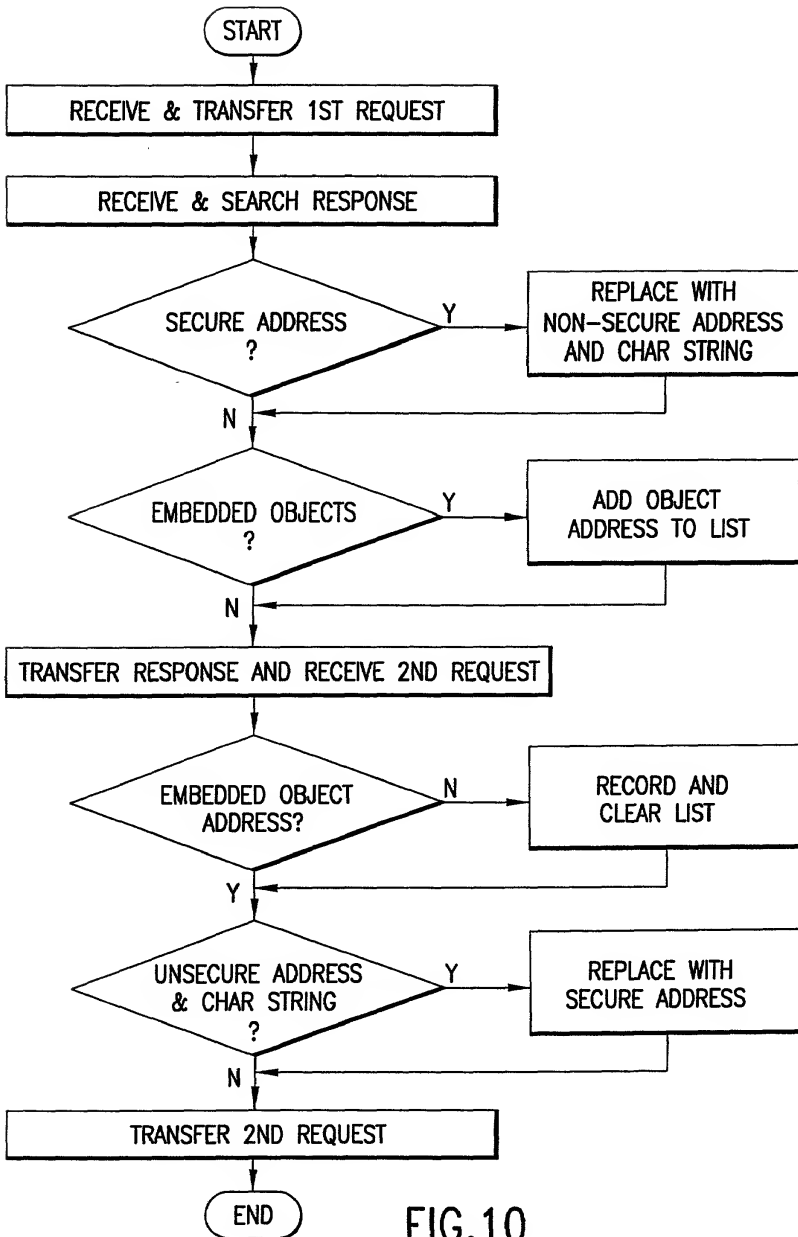 START
RECEIVE & TRANSFER 1ST REQUEST
RECEIVE & SEARCH RESPONSE
SECURE ADDRESS
?
Y
REPLACE WITH
NON-SECURE ADDRESS
AND CHAR STRING
N
EMBEDDED OBJECTS
?
Y
ADD OBJECT
ADDRESS TO LIST
N
TRANSFER RESPONSE AND RECEIVE 2ND REQUEST
EMBEDDED OBJECT
ADDRESS?
N
RECORD AND
CLEAR LIST
Y
UNSECURE ADDRESS
& CHAR STRING
?
Y
REPLACE WITH
SECURE ADDRESS
N
TRANSFER 2ND REQUEST
END
FIG.10